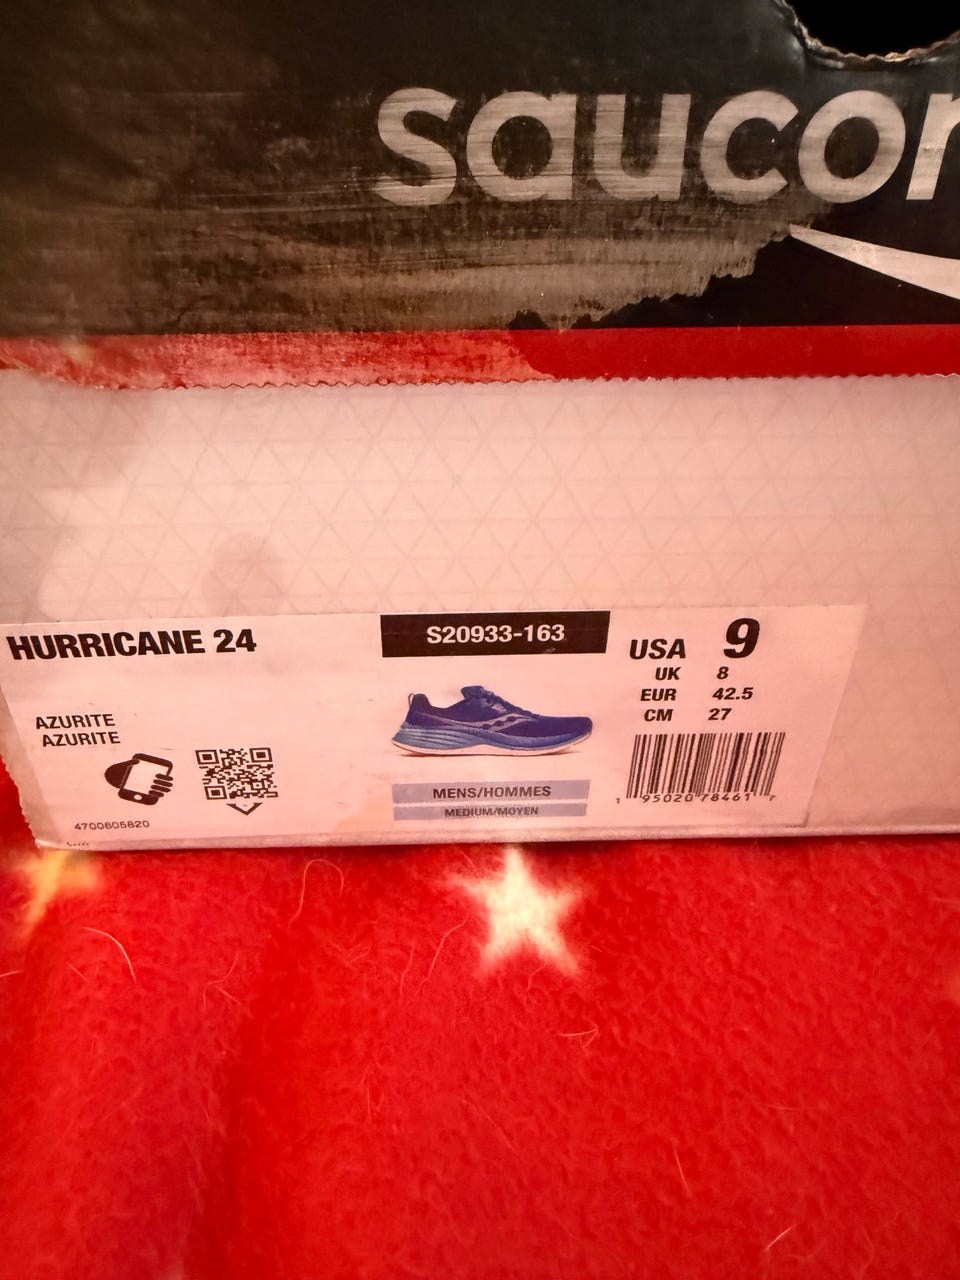 saucon
HURRICANE 24
S20933-163
USA 9
UK 8
EUR 42.5
CM 27
AZURITE
AZURITE
MENS/HOMMES
MEDIUM/MOYEN
1 95020 78461 7
4700605820